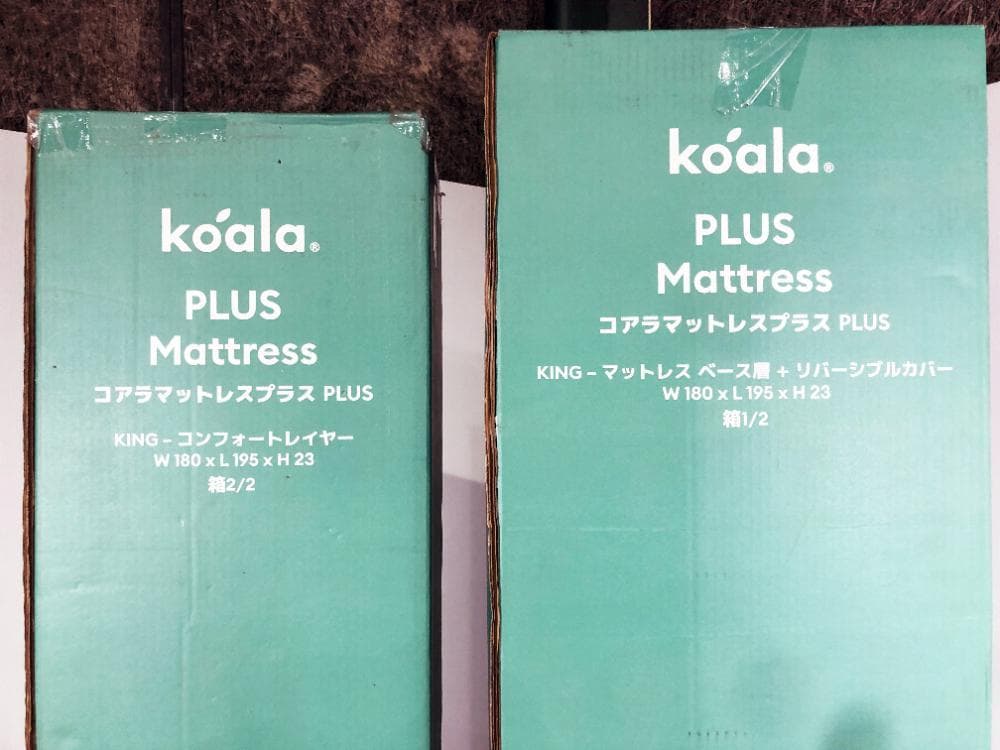 koala®
PLUS
Mattress
コアラマットレスプラス PLUS
KING – コンフォートレイヤー
W 180 x L 195 x H 23
箱2/2
koala®
PLUS
Mattress
コアラマットレスプラス PLUS
KING – マットレス ベース層 + リバーシブルカバー
W 180 x L 195 x H 23
箱1/2